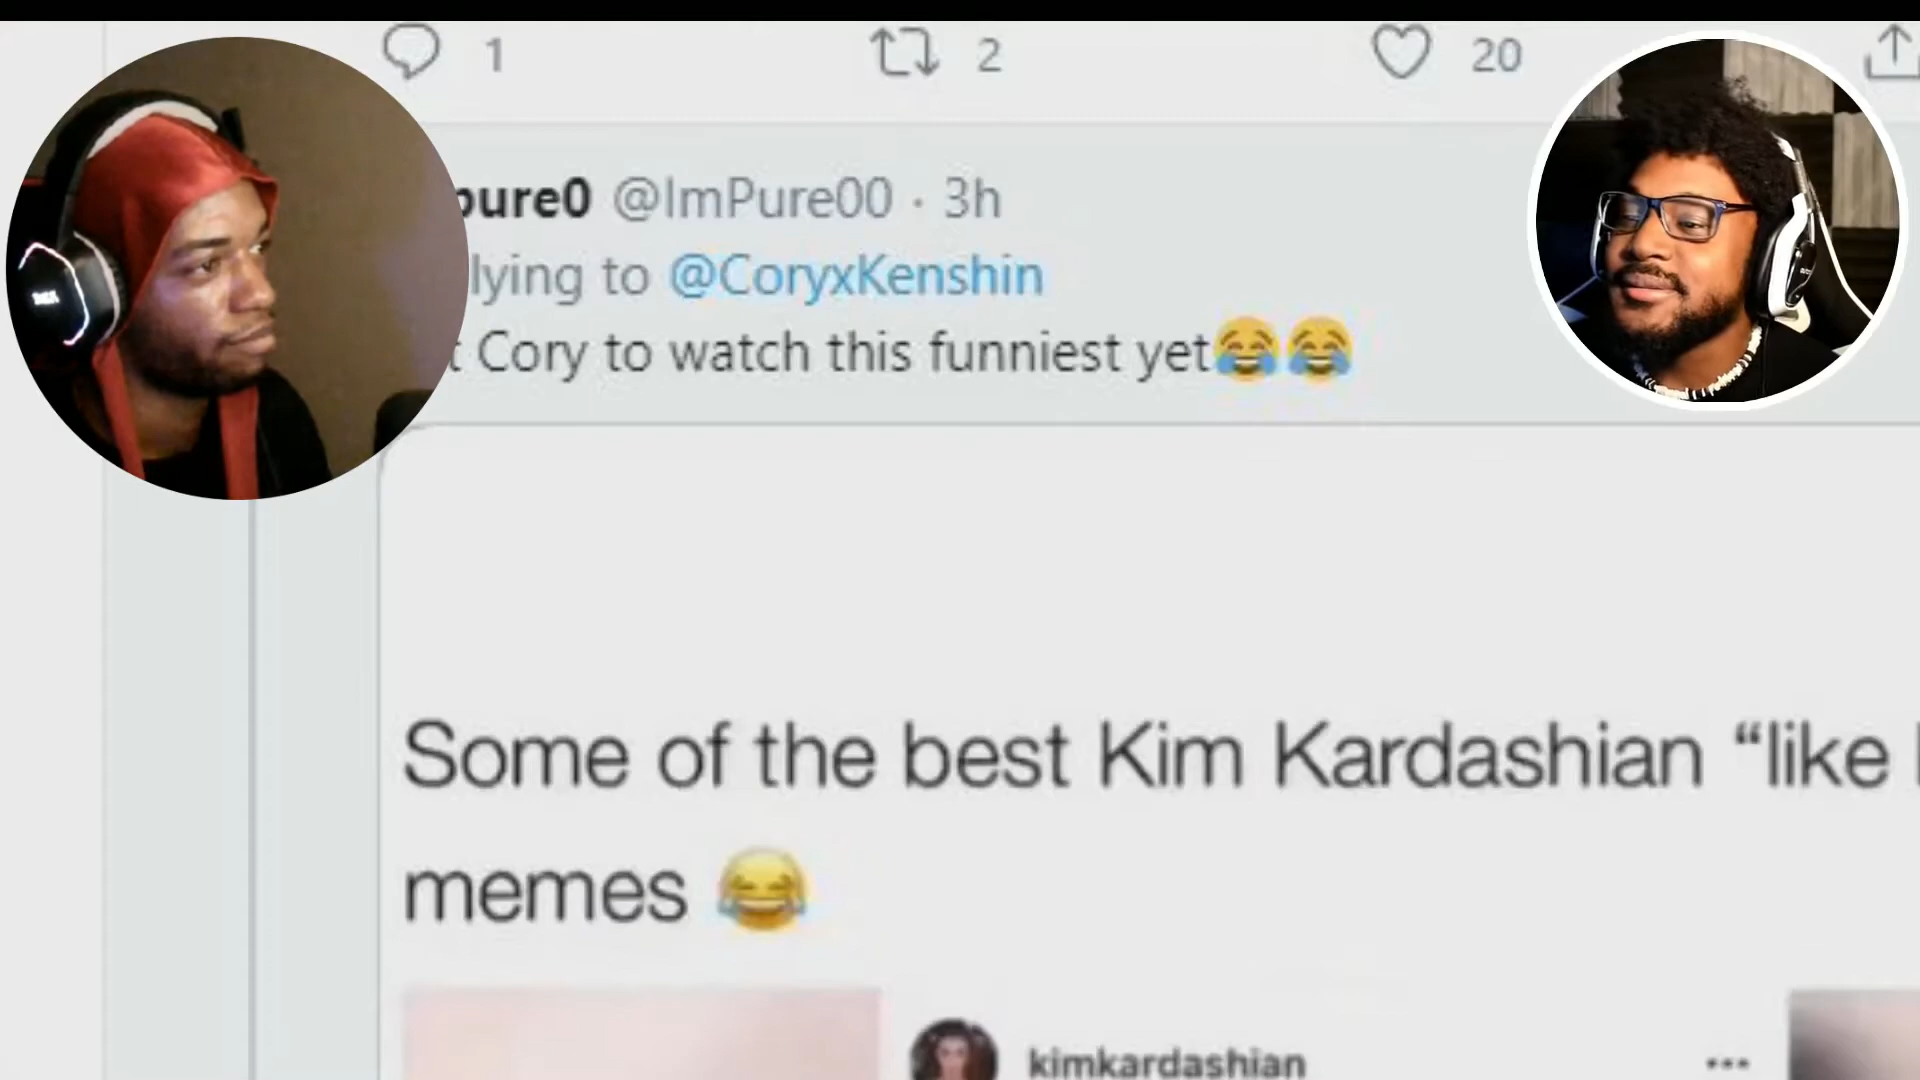 1 2 20
pure0 @ImPure00 · 3h
lying to @CoryxKenshin
t Cory to watch this funniest yet😂😂
Some of the best Kim Kardashian “like
memes 😂
kimkardashian ...